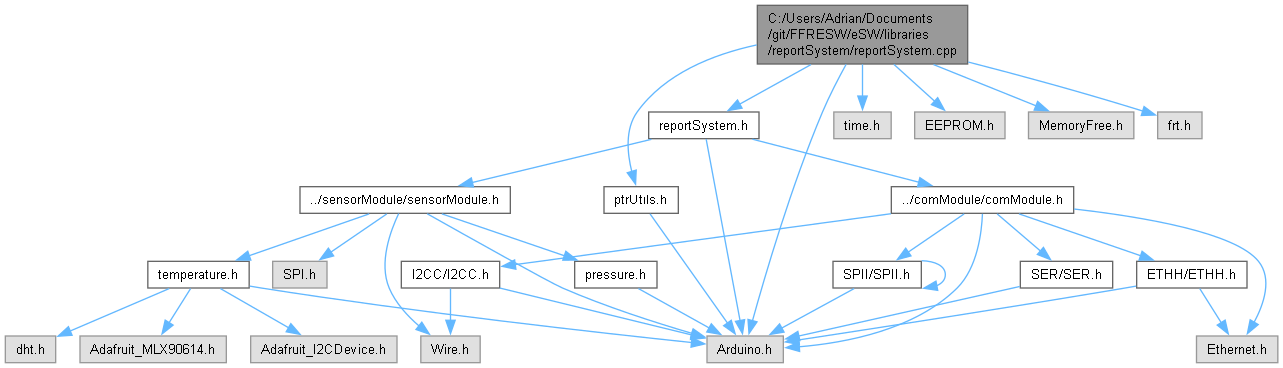 C:/Users/Adrian/Documents
/git/FFRESW/eSW/libraries
/reportSystem/reportSystem.cpp
reportSystem.h
time.h
EEPROM.h
MemoryFree.h
frt.h
../sensorModule/sensorModule.h
ptrUtils.h
../comModule/comModule.h
temperature.h
SPI.h
I2CC/I2CC.h
pressure.h
SPII/SPII.h
SER/SER.h
ETHH/ETHH.h
dht.h
Adafruit_MLX90614.h
Adafruit_I2CDevice.h
Wire.h
Arduino.h
Ethernet.h